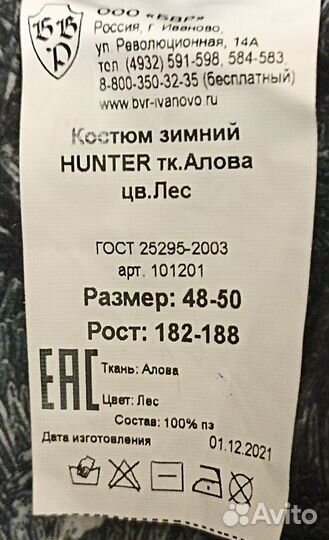 ББР
ООО «БВР»
Россия, г Иваново,
ул. Революционная, 14А
тел (4932) 591-598, 584-583,
8-800-350-32-35 (бесплатный)
www.bvr-ivanovo.ru
Костюм зимний
HUNTER тк.Алова
цв.Лес
ГОСТ 25295-2003
арт. 101201
Размер: 48-50
Рост: 182-188
EAC
Ткань: Алова
Цвет: Лес
Состав: 100% пэ
Дата изготовления 01.12.2021
Avito